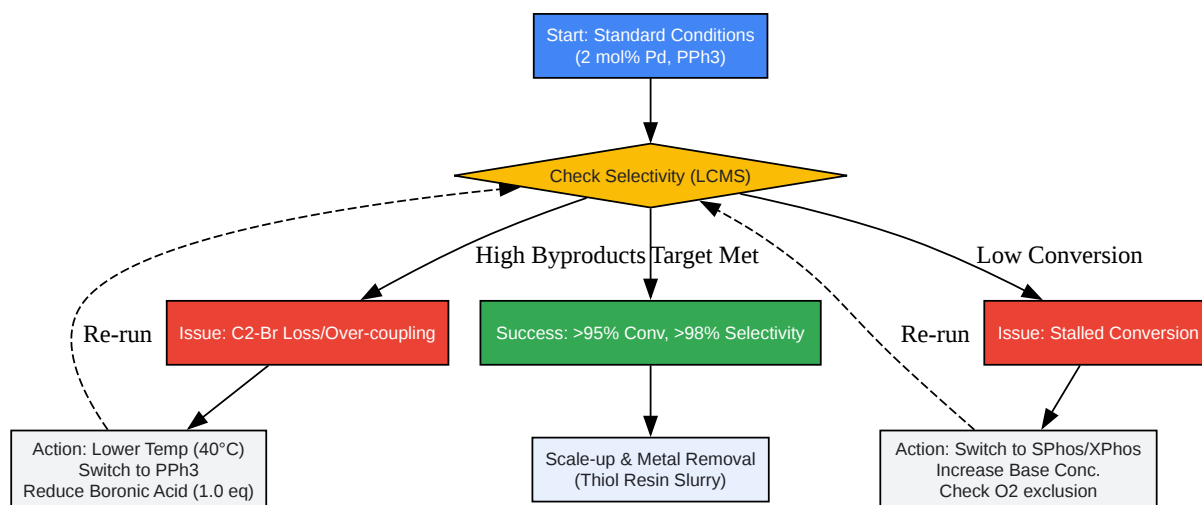 Start: Standard Conditions
(2 mol% Pd, PPh3)
Check Selectivity (LCMS)
High Byproducts
Target Met
Low Conversion
Re-run
Issue: C2-Br Loss/Over-coupling
Success: >95% Conv, >98% Selectivity
Re-run
Issue: Stalled Conversion
Action: Lower Temp (40°C)
Switch to PPh3
Reduce Boronic Acid (1.0 eq)
Scale-up & Metal Removal
(Thiol Resin Slurry)
Action: Switch to SPhos/XPhos
Increase Base Conc.
Check O2 exclusion